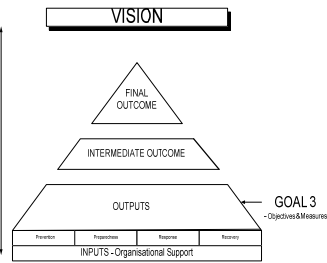 VISION
FINAL
OUTCOME
INTERMEDIATE OUTCOME
OUTPUTS
GOAL 3
- Objectives & Measures
Prevention Preparedness Response Recovery
INPUTS - Organisational Support